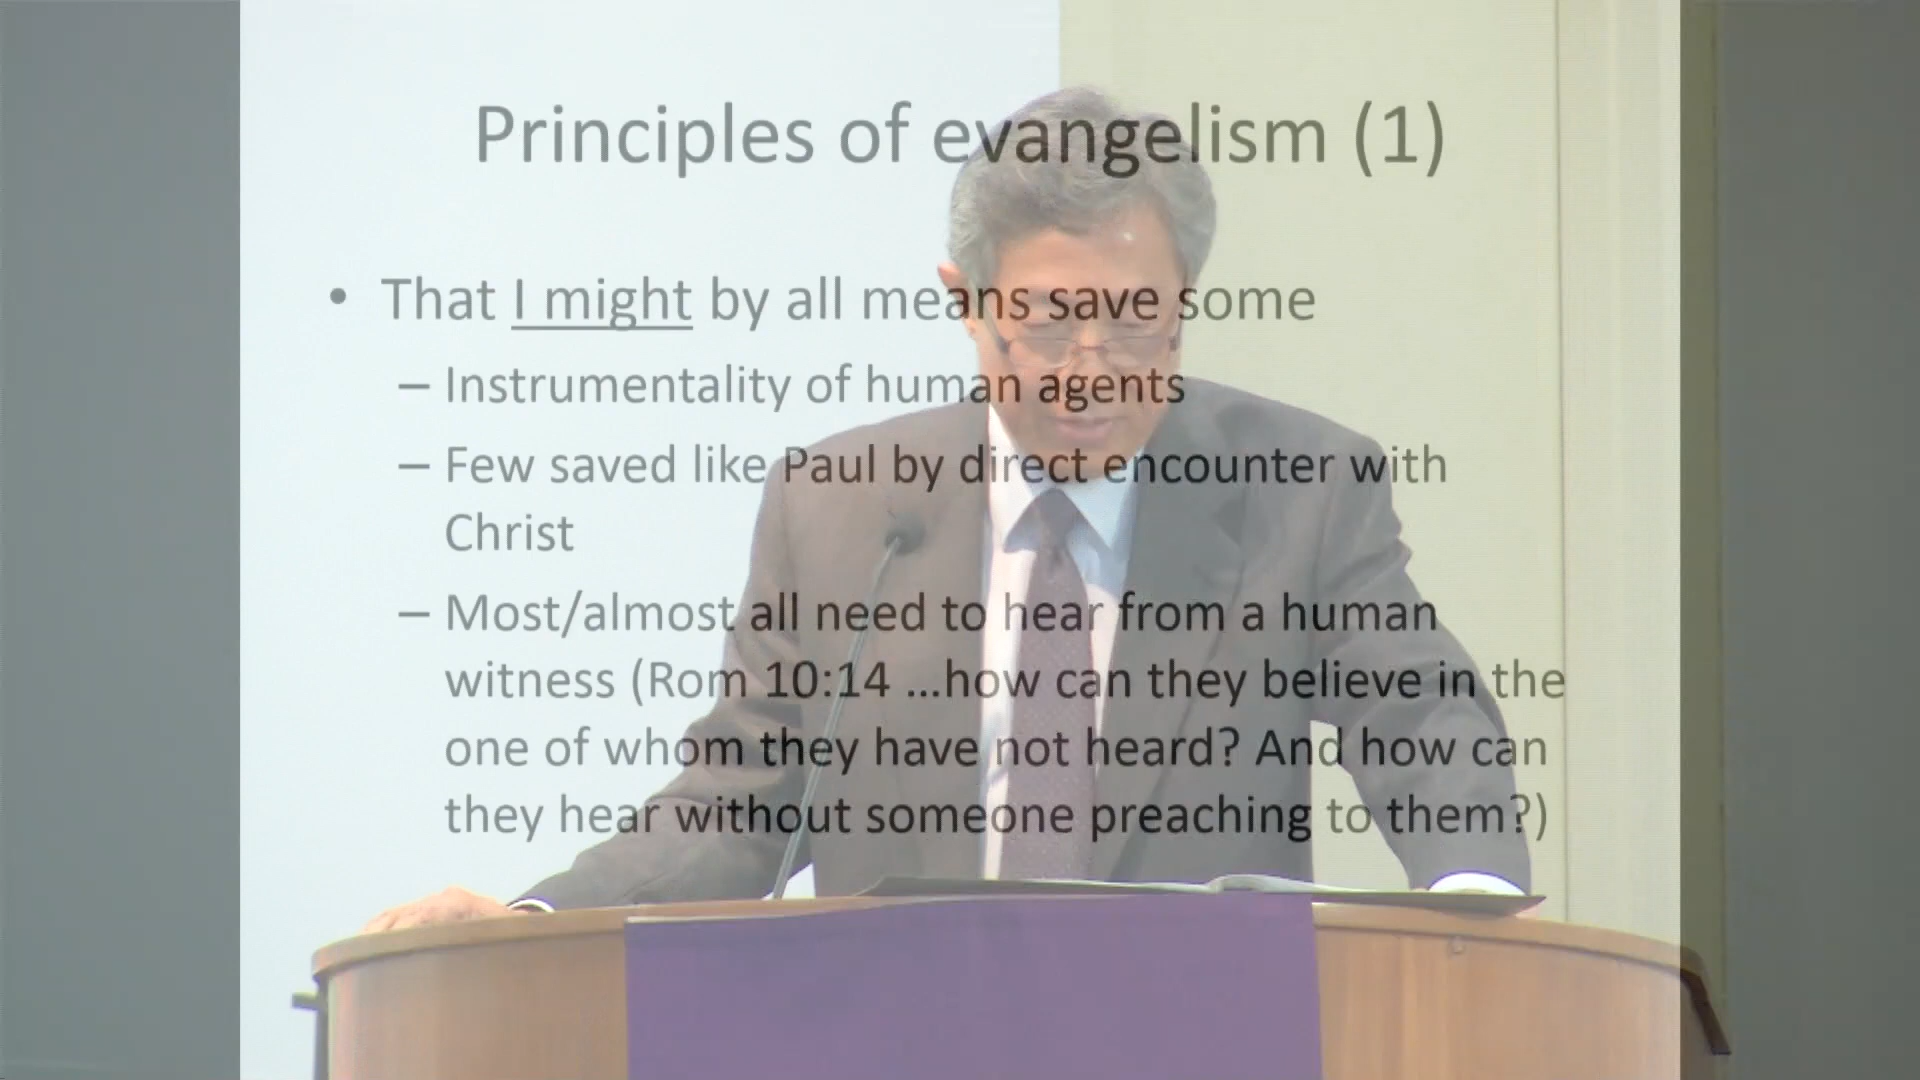 Principles of evangelism (1)
• That I might by all means save some
– Instrumentality of human agents
– Few saved like Paul by direct encounter with
Christ
– Most/almost all need to hear from a human
witness (Rom 10:14 ...how can they believe in the
one of whom they have not heard? And how can
they hear without someone preaching to them?)